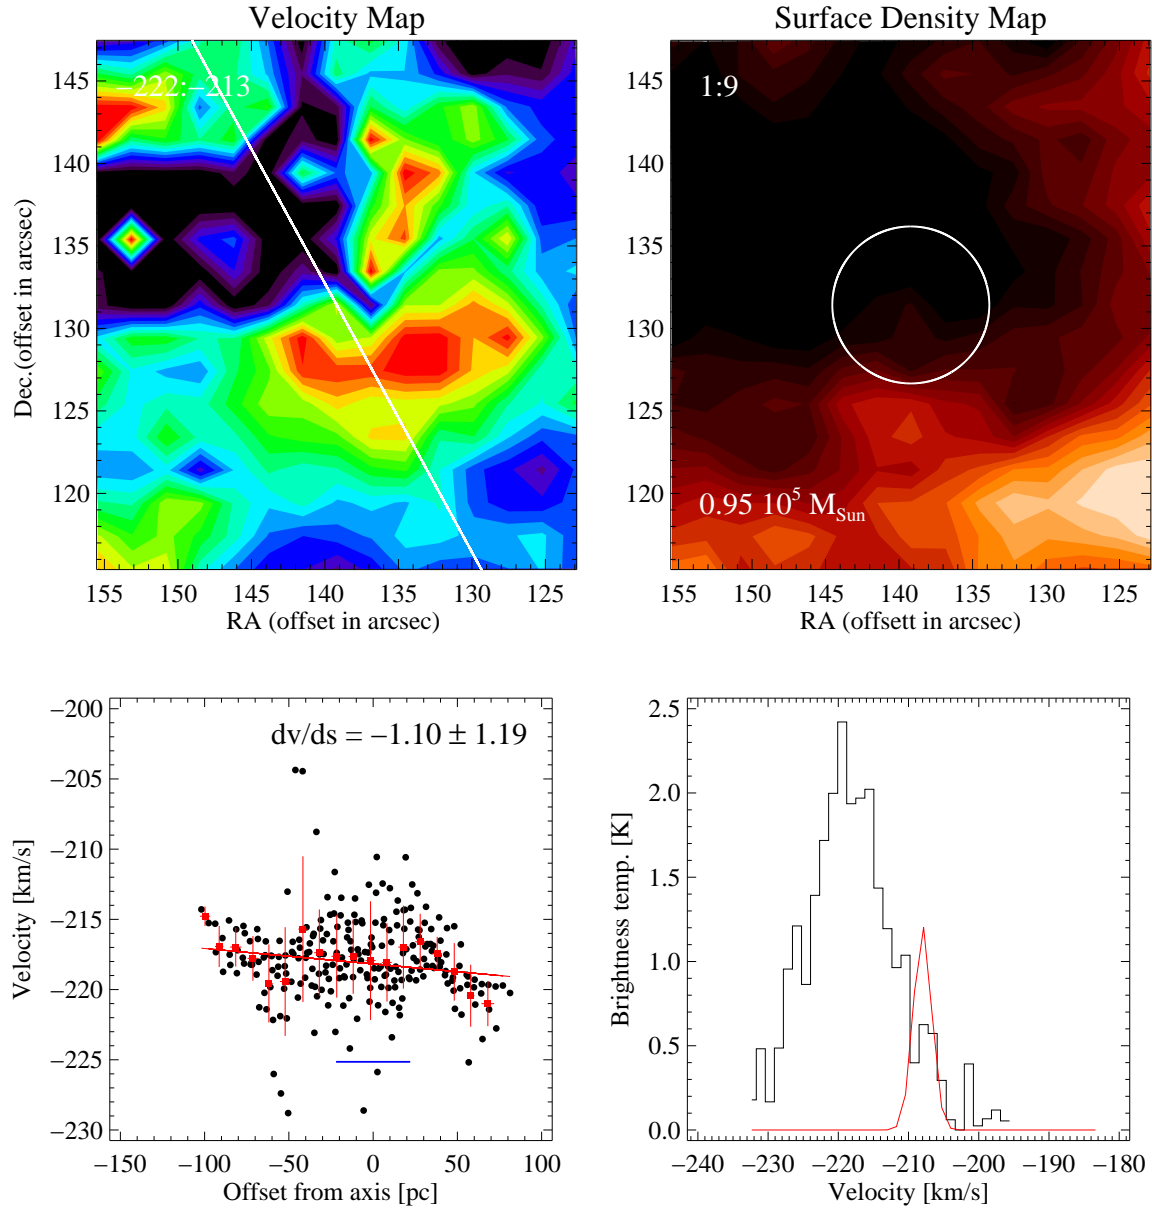 Velocity Map
Surface Density Map
−222:−213
1:9
145
140
135
130
125
120
Dec.(offset in arcsec)
155 150 145 140 135 130 125
RA (offset in arcsec)
145
140
135
130
125
120
0.95 10^5 M_Sun
155 150 145 140 135 130 125
RA (offsett in arcsec)
dv/ds = −1.10 ± 1.19
−200
−205
−210
−215
−220
−225
−230
Velocity [km/s]
−150 −100 −50 0 50 100
Offset from axis [pc]
2.5
2.0
1.5
1.0
0.5
0.0
Brightness temp. [K]
−240 −230 −220 −210 −200 −190 −180
Velocity [km/s]